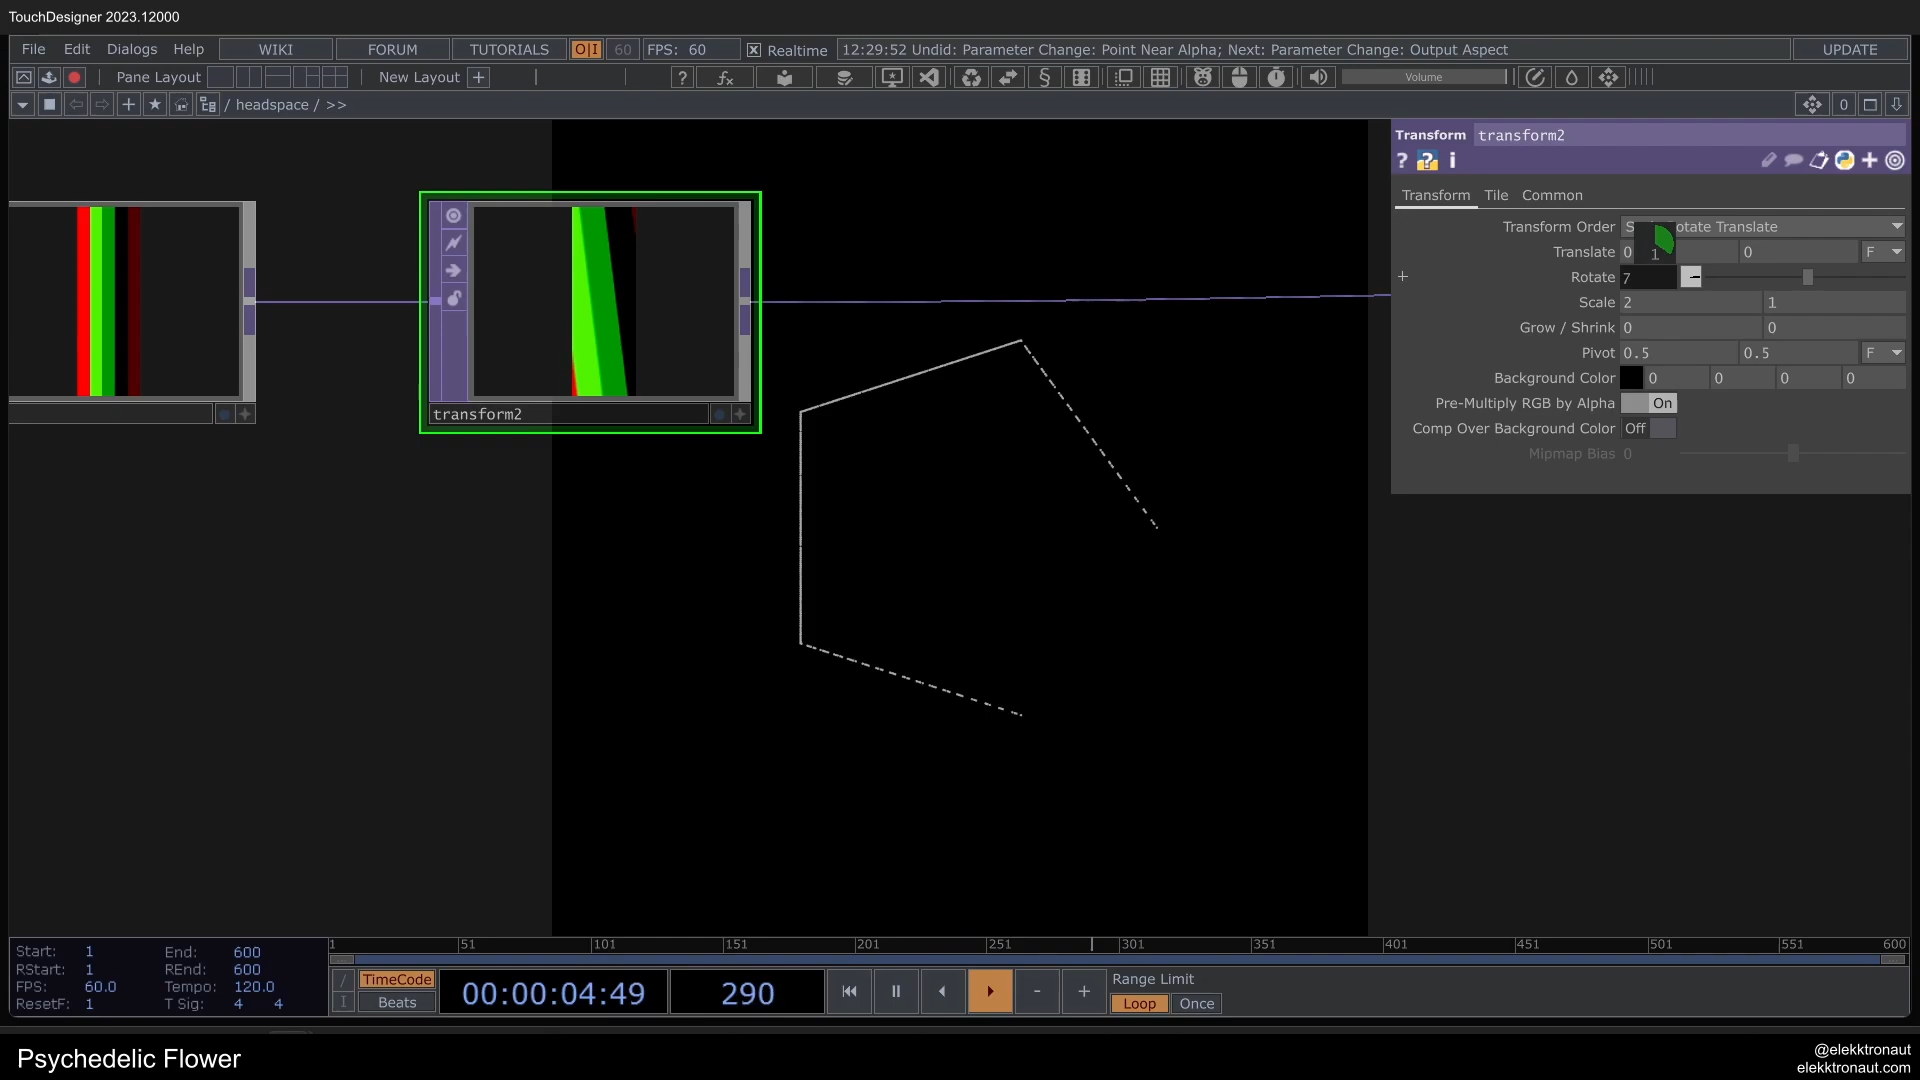 TouchDesigner 2023.12000
File Edit Dialogs Help WIKI FORUM TUTORIALS O|I 60 FPS: 60 Realtime 12:29:52 Undid: Parameter Change: Point Near Alpha; Next: Parameter Change: Output Aspect UPDATE
Pane Layout New Layout + ? fx § Volume
/ headspace / >> 0
Transform transform2
? ? i
Transform Tile Common
Transform Order otate Translate
Translate 0 1 0 F
Rotate 7
Scale 2 1
Grow / Shrink 0 0
Pivot 0.5 0.5 F
Background Color 0 0 0 0
Pre-Multiply RGB by Alpha On
Comp Over Background Color Off
Mipmap Bias 0
transform2
1 51 101 151 201 251 301 351 401 451 501 551 600
Start: 1 End: 600
RStart: 1 REnd: 600
FPS: 60.0 Tempo: 120.0
ResetF: 1 T Sig: 4 4
/ TimeCode
I Beats
00:00:04:49 290
- +
Range Limit
Loop Once
Psychedelic Flower
@elekktronaut
elekktronaut.com